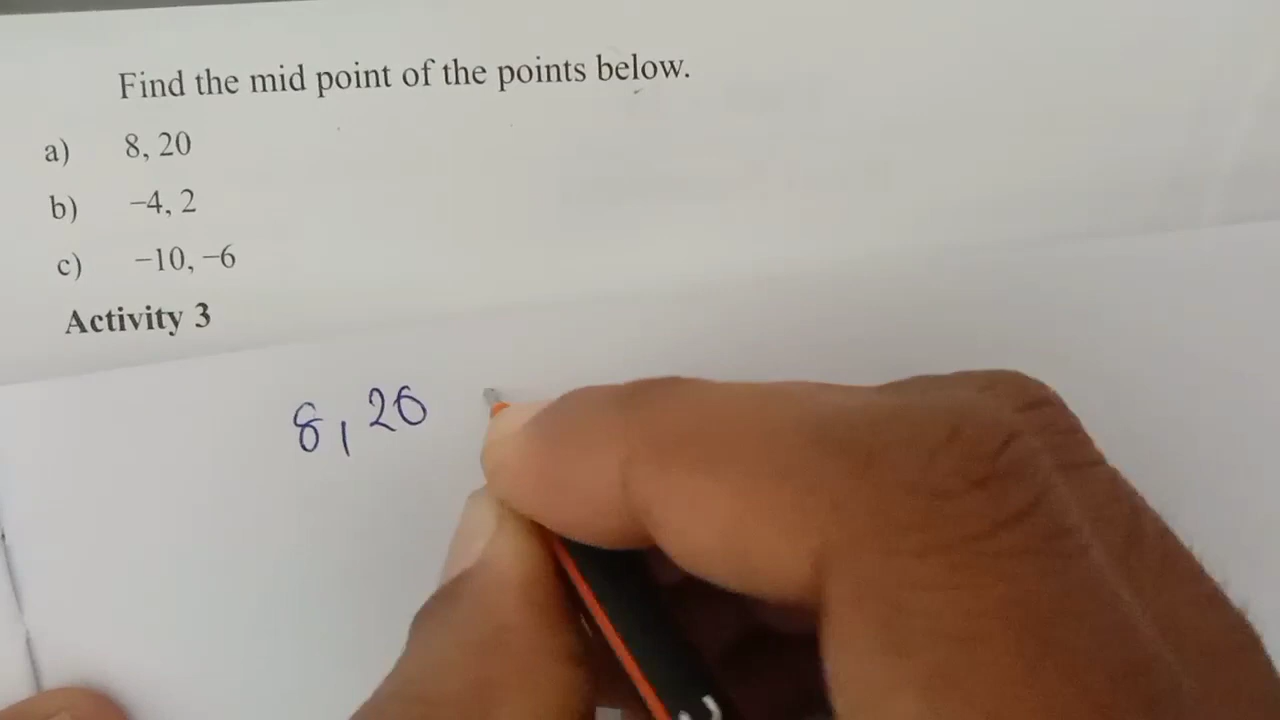 Find the mid point of the points below.
a) 8, 20
b) −4, 2
c) −10, −6
Activity 3
8, 20